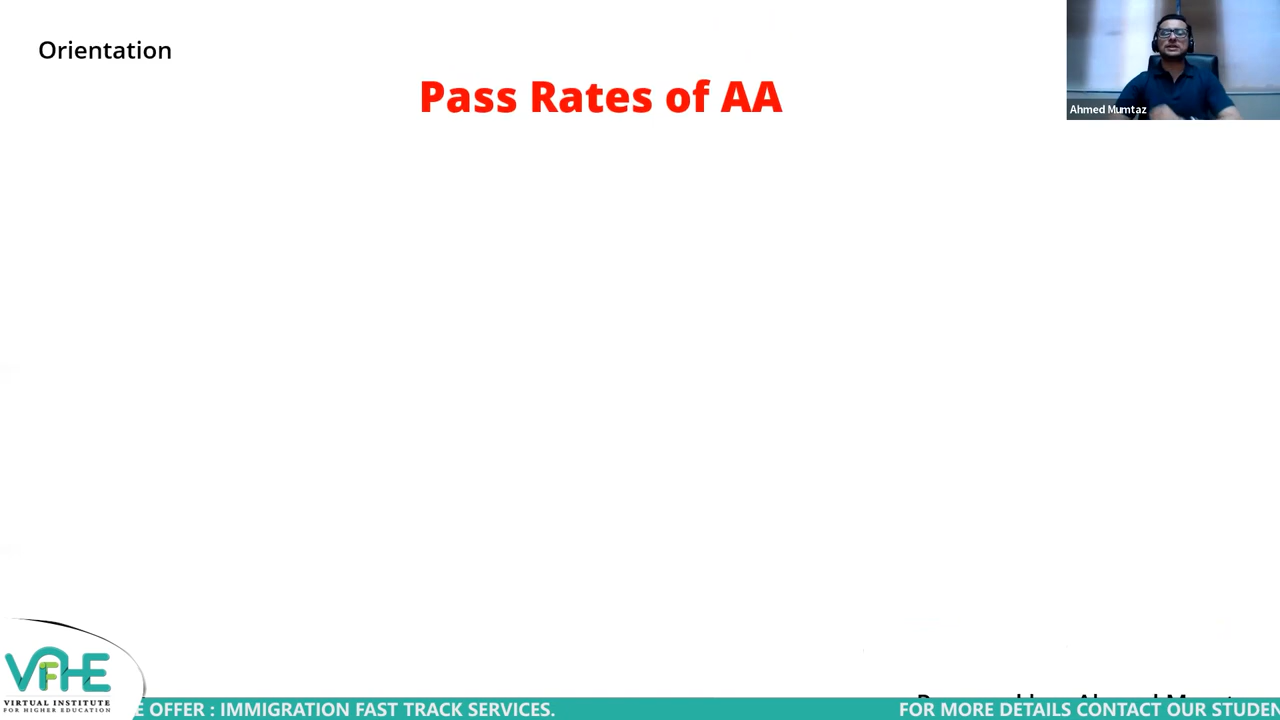 Orientation
Pass Rates of AA
Ahmed Mumtaz
VFHE
VIRTUAL INSTITUTE
FOR HIGHER EDUCATION
E OFFER : IMMIGRATION FAST TRACK SERVICES.
FOR MORE DETAILS CONTACT OUR STUDEN